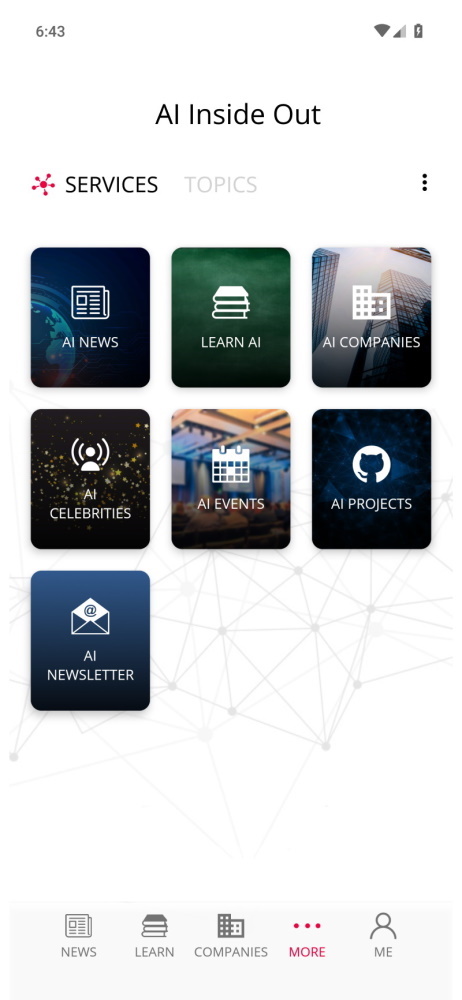 6:43
AI Inside Out
SERVICES TOPICS
AI NEWS
LEARN AI
AI COMPANIES
AI
CELEBRITIES
AI EVENTS
AI PROJECTS
@
AI
NEWSLETTER
NEWS LEARN COMPANIES MORE ME